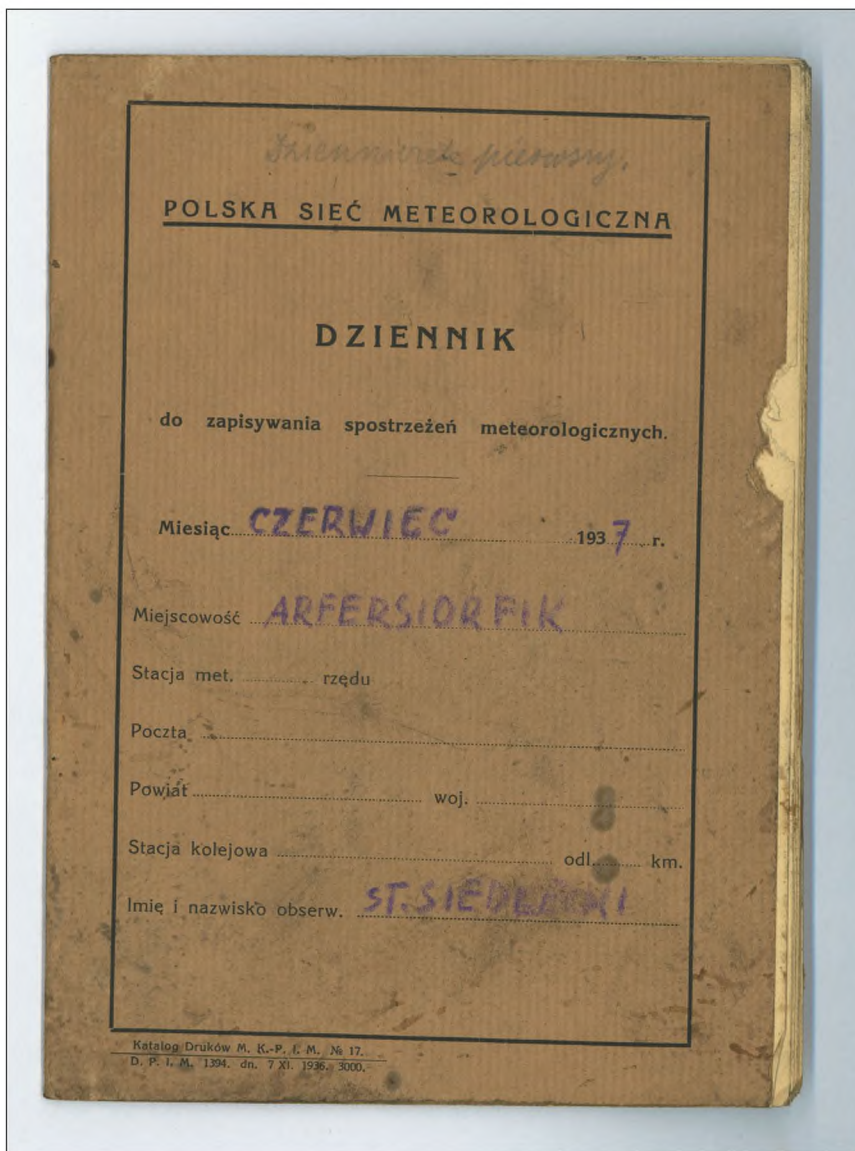 Dzienniczek pierwszy.
POLSKA SIEĆ METEOROLOGICZNA
DZIENNIK
do zapisywania spostrzeżeń meteorologicznych.
Miesiąc CZERWIEC 1937 r.
Miejscowość ARFERSIORFIK
Stacja met. rzędu
Poczta
Powiat woj.
Stacja kolejowa odl. km.
Imię i nazwisko obserw. ST. SIEDLECKI
Katalog Druków M. K.-P. I. M. № 17.
D. P. I. M. 1394. dn. 7 XI. 1936. 3000.